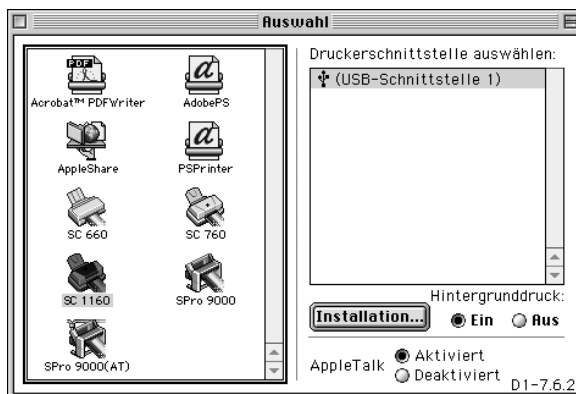 Auswahl
PDF
Acrobat™ PDFWriter
AdobePS
AppleShare
PSPrinter
SC 660
SC 760
SC 1160
SPro 9000
SPro 9000(AT)
Druckerschnittstelle auswählen:
(USB-Schnittstelle 1)
Hintergrunddruck:
Installation... Ein Aus
AppleTalk Aktiviert
Deaktiviert
D1-7.6.2